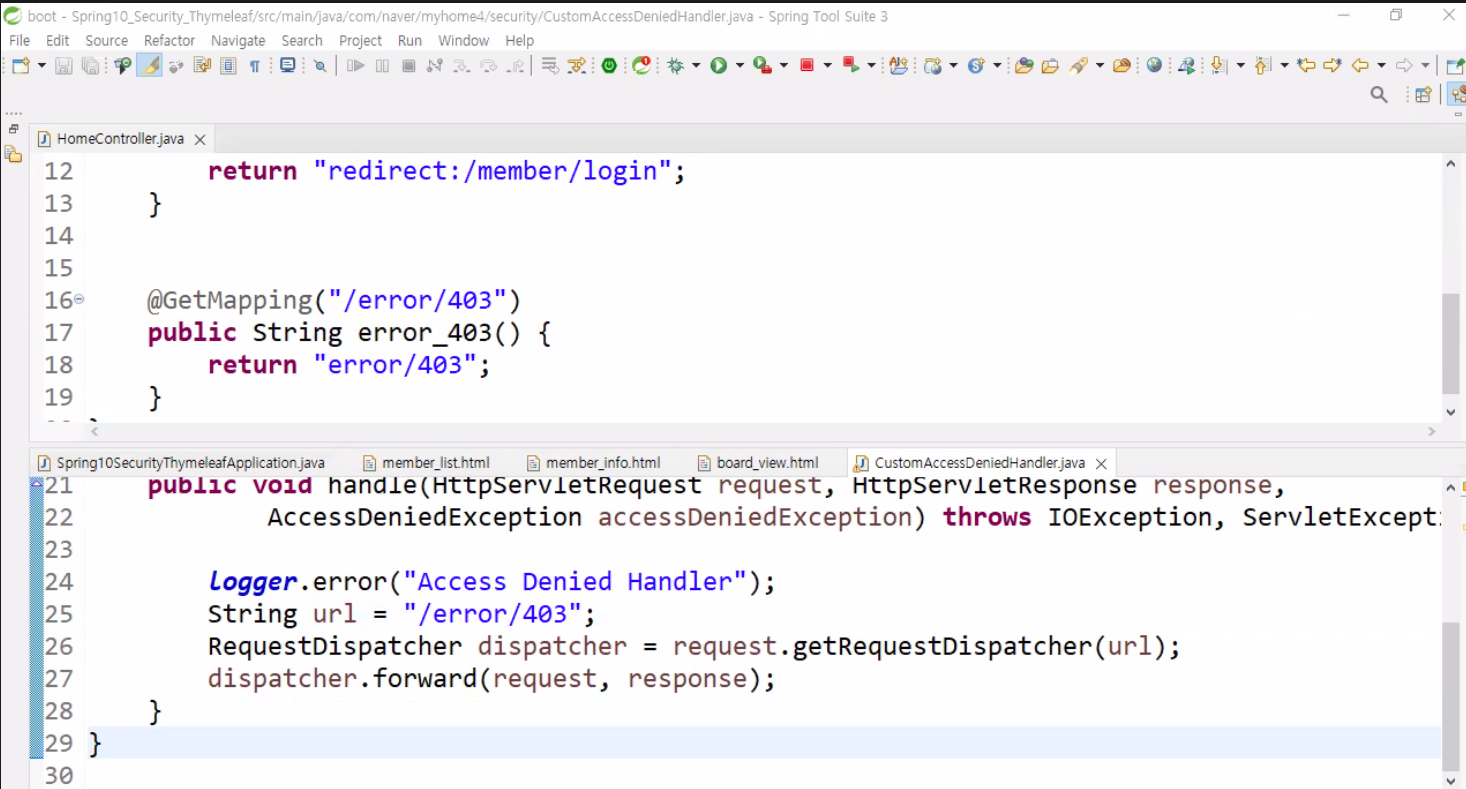 boot - Spring10_Security_Thymeleaf/src/main/java/com/naver/myhome4/security/CustomAccessDeniedHandler.java - Spring Tool Suite 3
File Edit Source Refactor Navigate Search Project Run Window Help
HomeController.java
12 return "redirect:/member/login";
13 }
14
15
16 @GetMapping("/error/403")
17 public String error_403() {
18 return "error/403";
19 }
Spring10SecurityThymeleafApplication.java member_list.html member_info.html board_view.html CustomAccessDeniedHandler.java
21 public void handle(HttpServletRequest request, HttpServletResponse response,
22 AccessDeniedException accessDeniedException) throws IOException, ServletExcept
23
24 logger.error("Access Denied Handler");
25 String url = "/error/403";
26 RequestDispatcher dispatcher = request.getRequestDispatcher(url);
27 dispatcher.forward(request, response);
28 }
29 }
30